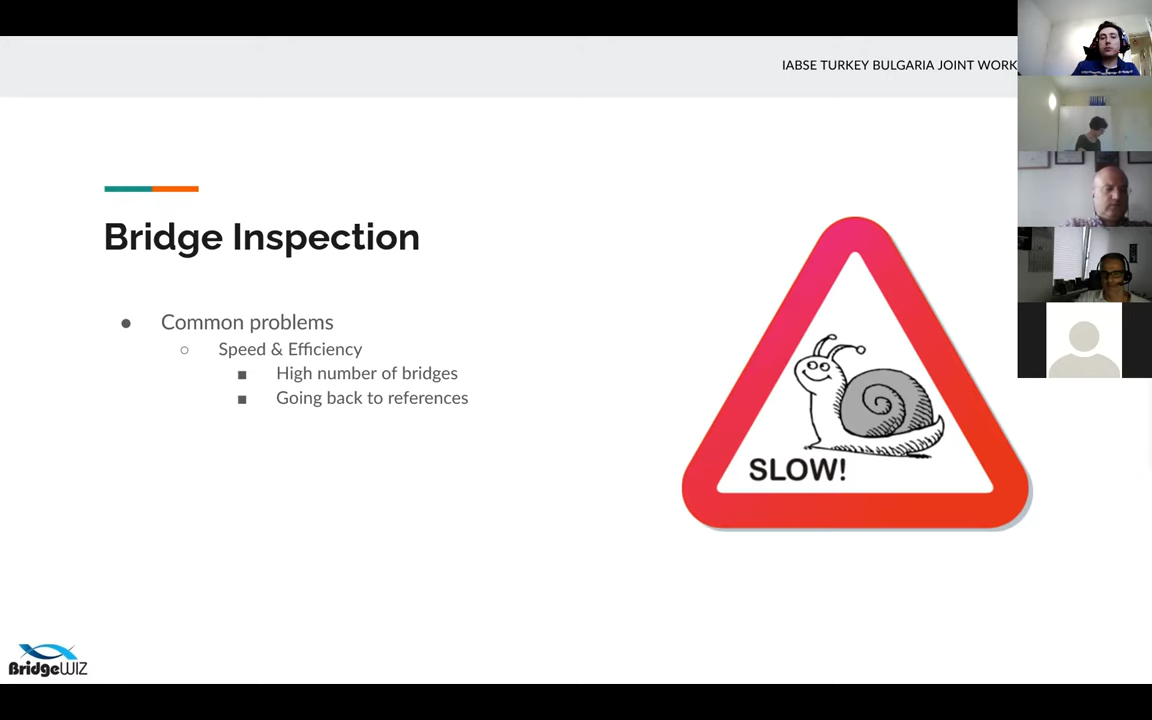 IABSE TURKEY BULGARIA JOINT WORK
Bridge Inspection
Common problems
Speed & Efficiency
High number of bridges
Going back to references
SLOW!
BridgeWIZ